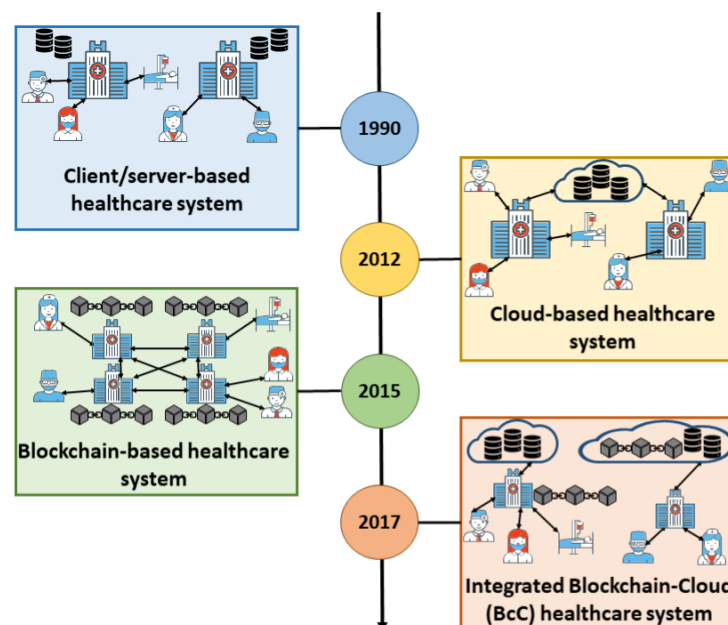 1990
Client/server-based
healthcare system
2012
Cloud-based healthcare
system
2015
Blockchain-based healthcare
system
2017
Integrated Blockchain-Cloud
(BcC) healthcare system